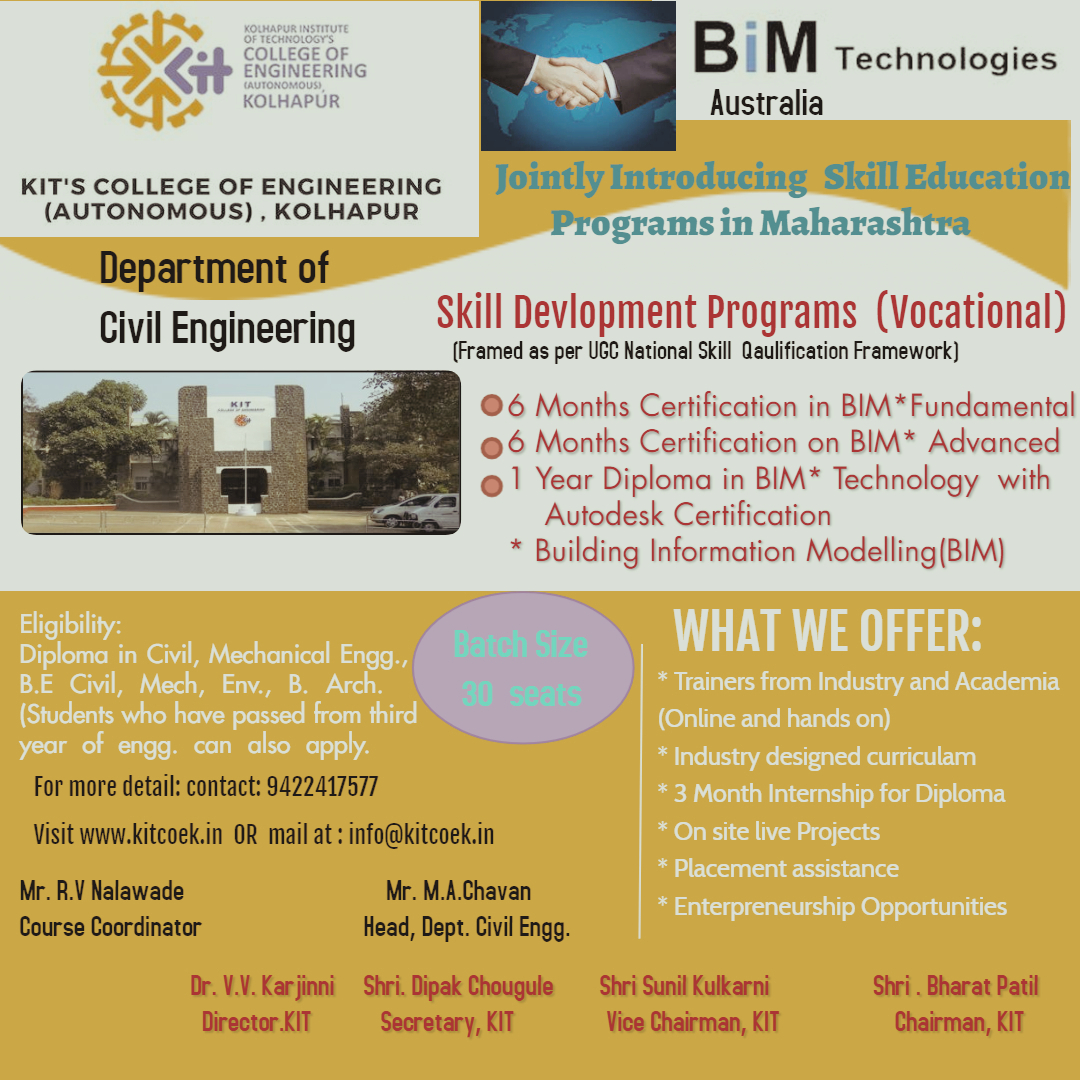 KOLHAPUR INSTITUTE
OF TECHNOLOGY'S
COLLEGE OF
ENGINEERING
(AUTONOMOUS),
KOLHAPUR
Kit
KIT'S COLLEGE OF ENGINEERING
(AUTONOMOUS) , KOLHAPUR
BiM Technologies
Australia
Jointly Introducing Skill Education
Programs in Maharashtra
Department of
Civil Engineering
Skill Devlopment Programs (Vocational)
(Framed as per UGC National Skill Qaulification Framework)
KIT
COLLEGE OF ENGINEERING
6 Months Certification in BIM*Fundamental
6 Months Certification on BIM* Advanced
1 Year Diploma in BIM* Technology with
Autodesk Certification
* Building Information Modelling(BIM)
Eligibility:
Diploma in Civil, Mechanical Engg.,
B.E Civil, Mech, Env., B. Arch.
(Students who have passed from third
year of engg. can also apply.
Batch Size
30 seats
For more detail: contact: 9422417577
Visit www.kitcoek.in OR mail at : info@kitcoek.in
Mr. R.V Nalawade
Course Coordinator
Mr. M.A.Chavan
Head, Dept. Civil Engg.
WHAT WE OFFER:
* Trainers from Industry and Academia
(Online and hands on)
* Industry designed curriculam
* 3 Month Internship for Diploma
* On site live Projects
* Placement assistance
* Enterpreneurship Opportunities
Dr. V.V. Karjinni
Director.KIT
Shri. Dipak Chougule
Secretary, KIT
Shri Sunil Kulkarni
Vice Chairman, KIT
Shri . Bharat Patil
Chairman, KIT